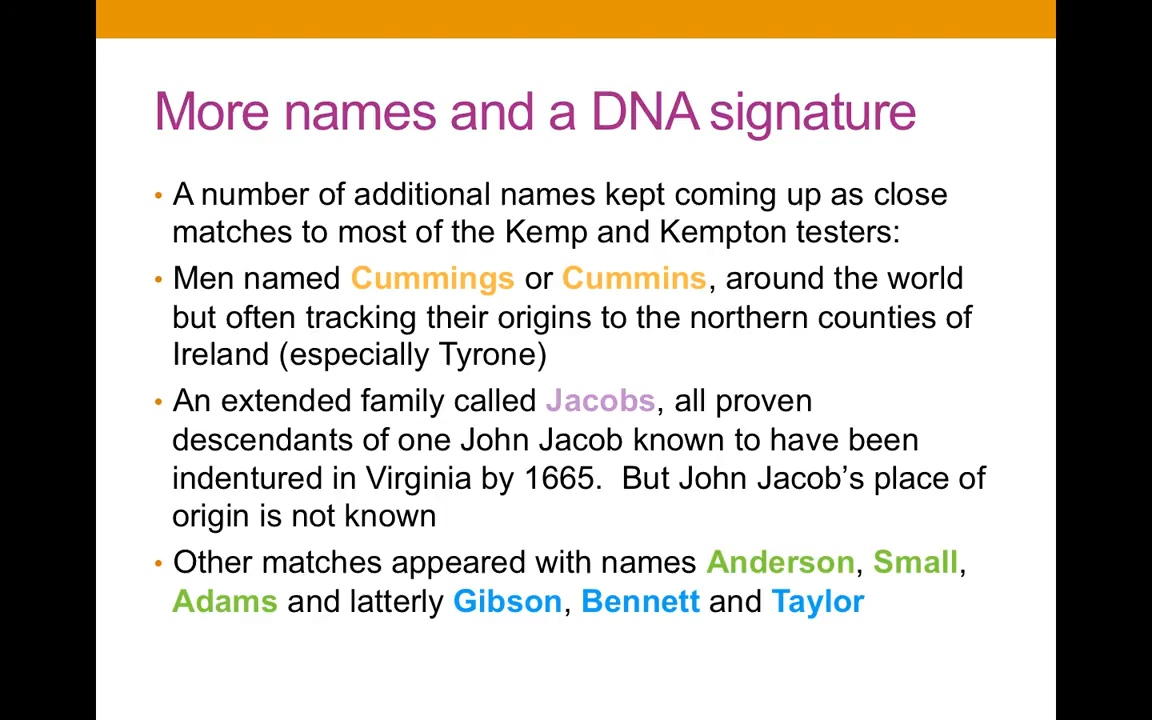 More names and a DNA signature
• A number of additional names kept coming up as close
matches to most of the Kemp and Kempton testers:
• Men named Cummings or Cummins, around the world
but often tracking their origins to the northern counties of
Ireland (especially Tyrone)
• An extended family called Jacobs, all proven
descendants of one John Jacob known to have been
indentured in Virginia by 1665.  But John Jacob’s place of
origin is not known
• Other matches appeared with names Anderson, Small,
Adams and latterly Gibson, Bennett and Taylor